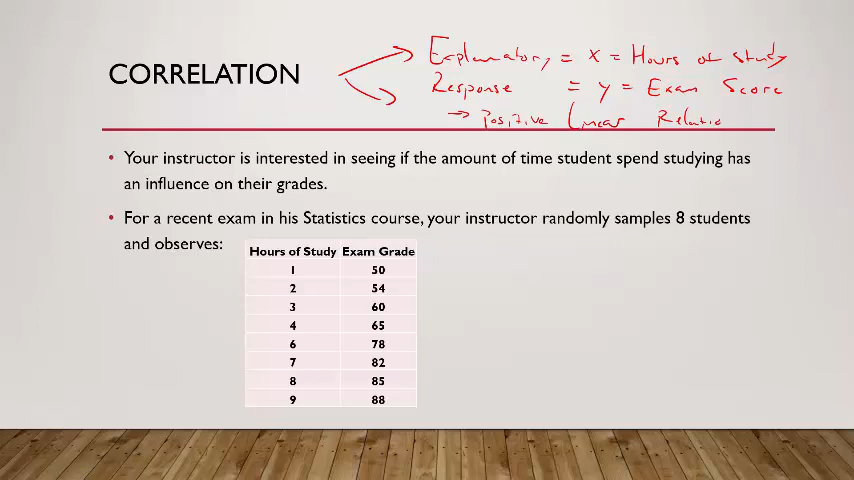 Explanatory = x = Hours of study
CORRELATION
Response = y = Exam Score
→ Positive Linear Relatio
• Your instructor is interested in seeing if the amount of time student spend studying has
an influence on their grades.
• For a recent exam in his Statistics course, your instructor randomly samples 8 students
and observes:
Hours of Study Exam Grade
1 50
2 54
3 60
4 65
6 78
7 82
8 85
9 88